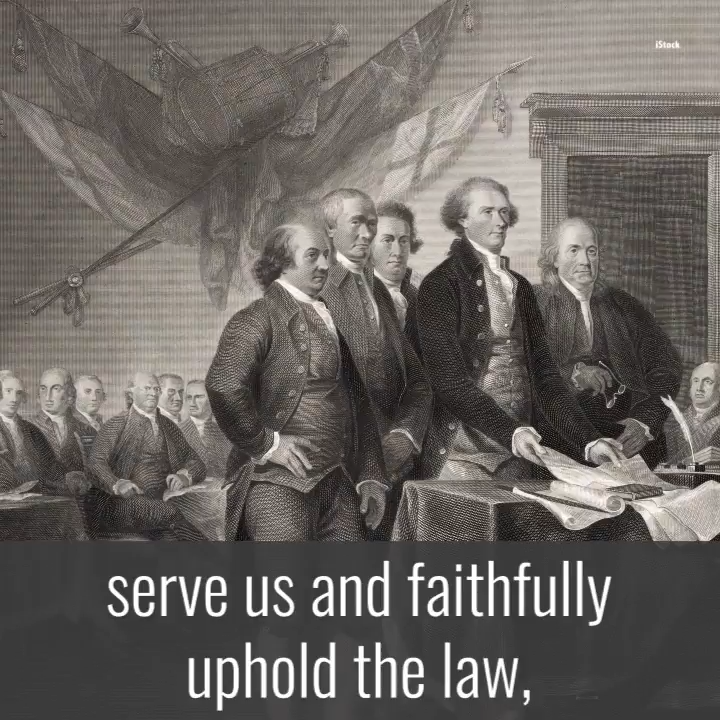 iStock
serve us and faithfully
uphold the law,